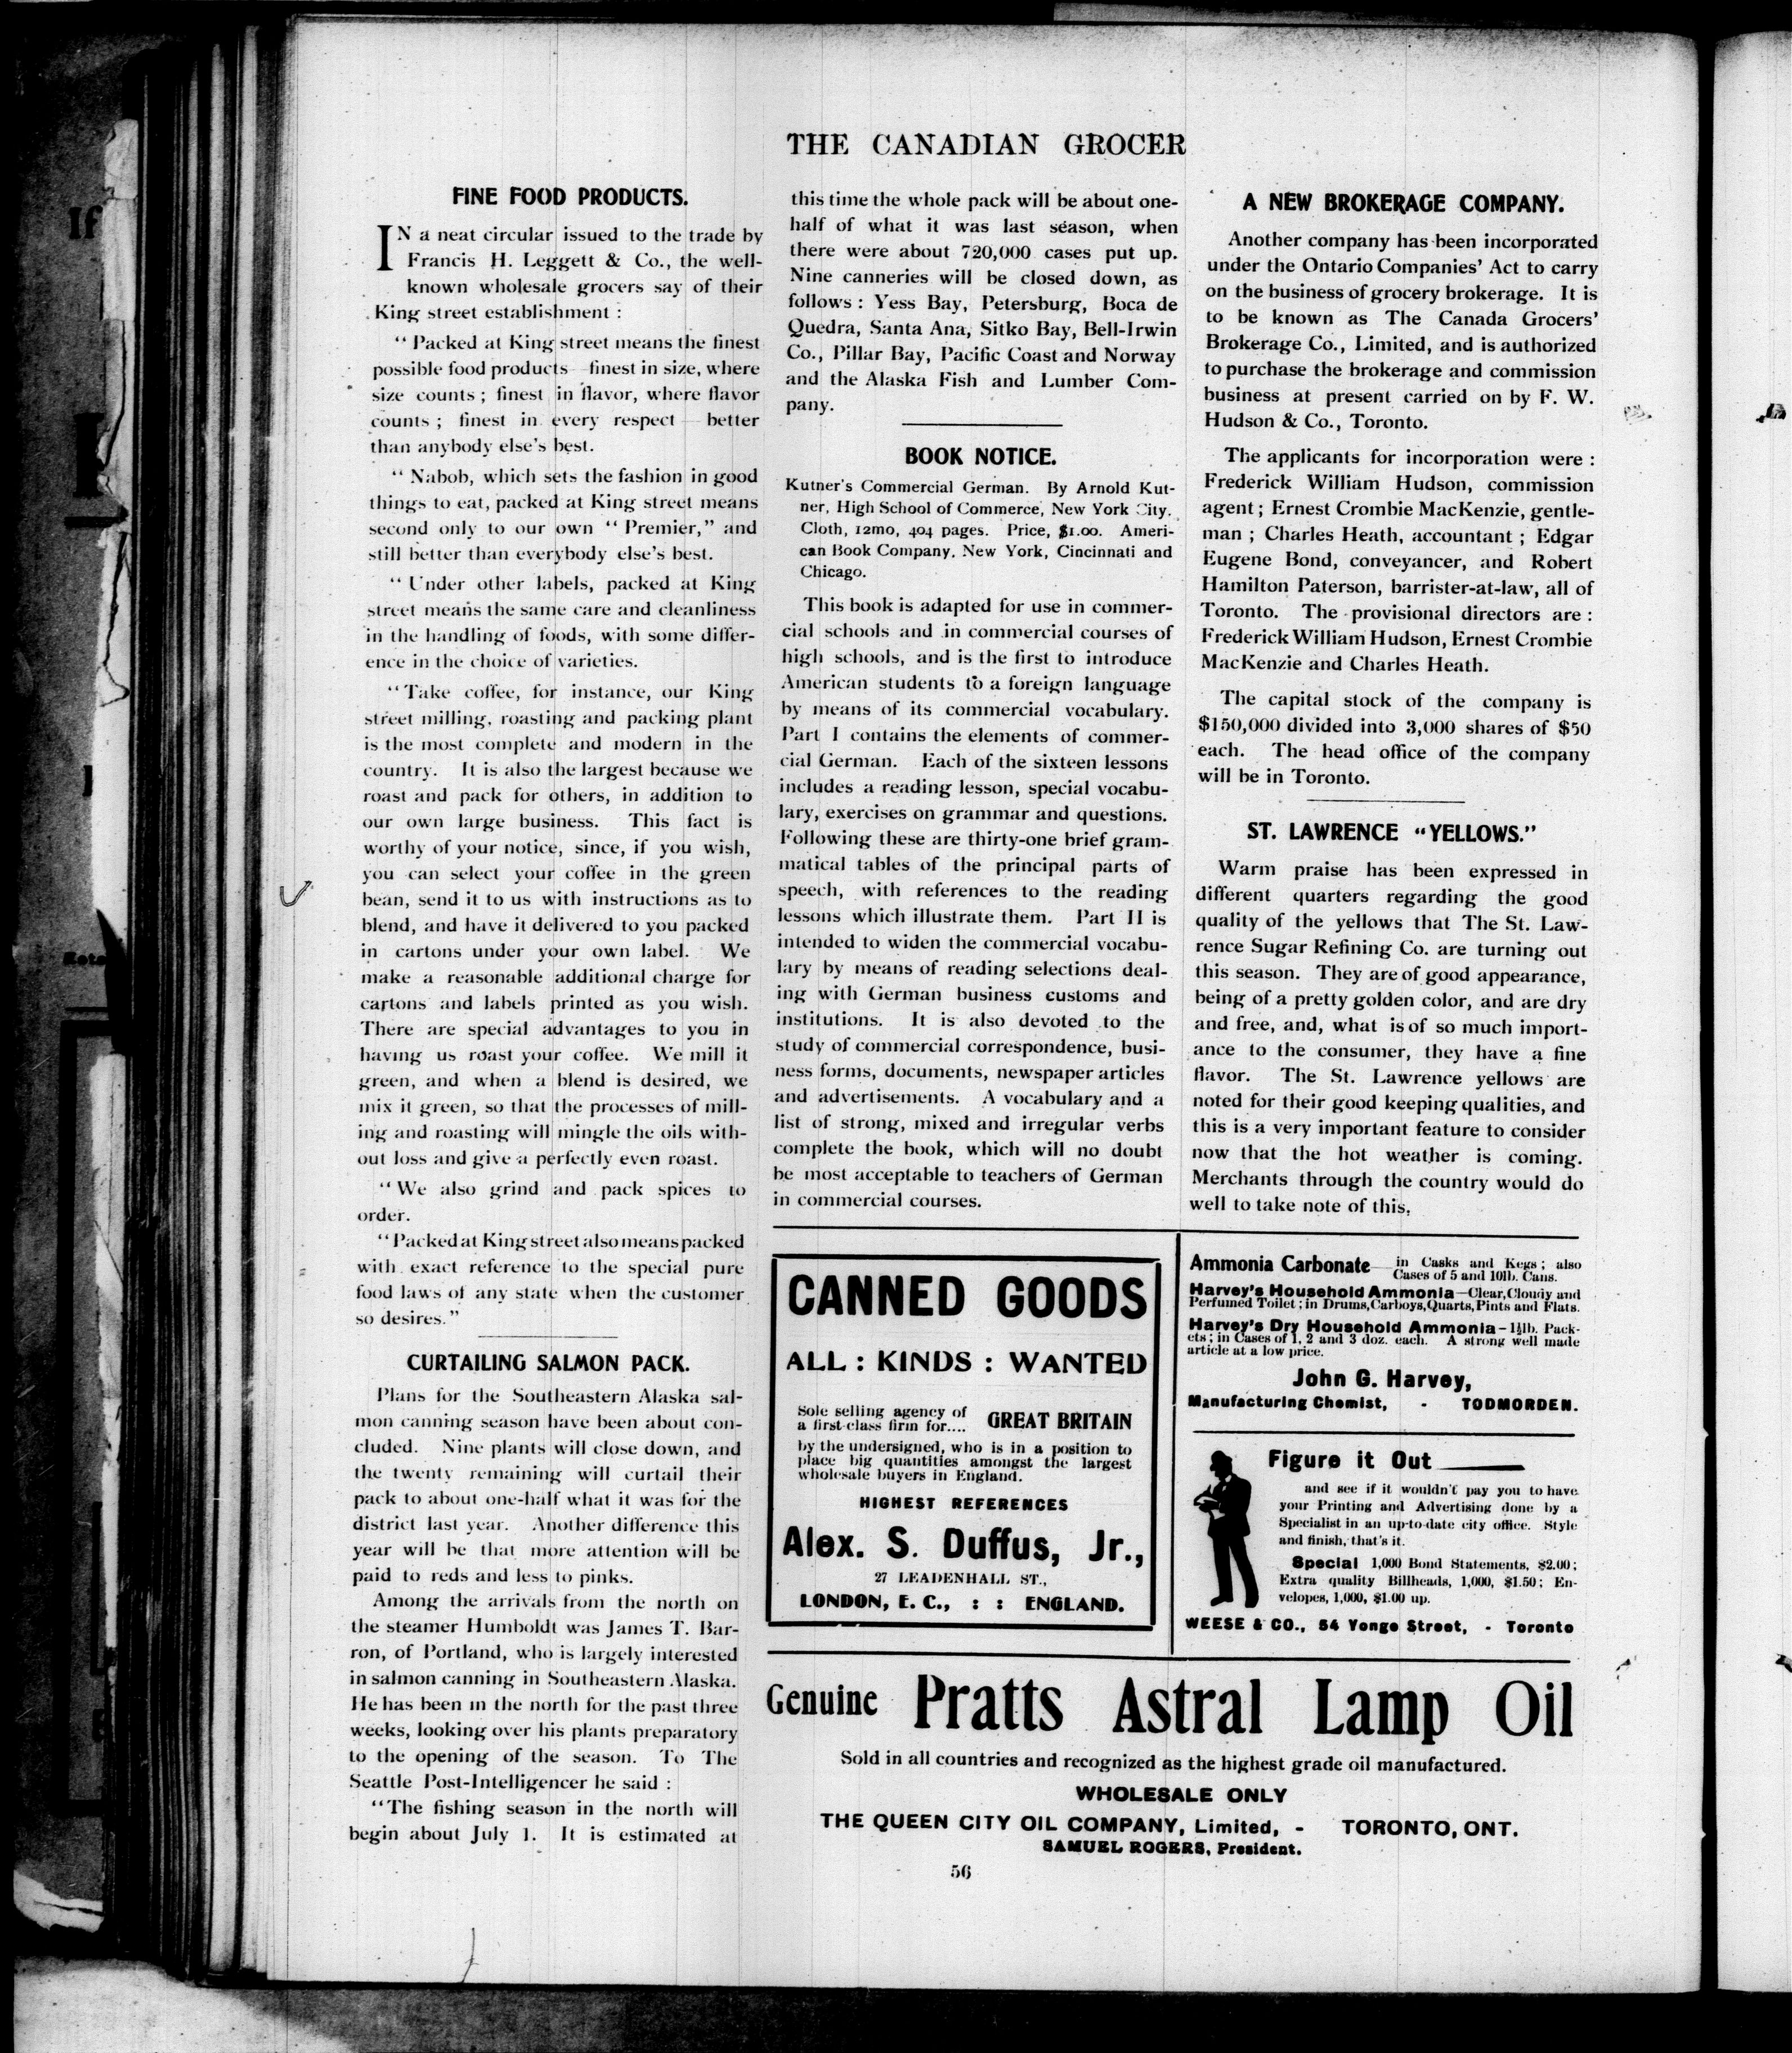 THE CANADIAN GROCER
FINE FOOD PRODUCTS.
IN a neat circular issued to the trade by
Francis H. Leggett & Co., the well-
known wholesale grocers say of their
King street establishment :
“ Packed at King street means the finest
possible food products—finest in size, where
size counts ; finest in flavor, where flavor
counts ; finest in every respect—better
than anybody else's best.
“ Nabob, which sets the fashion in good
things to eat, packed at King street means
second only to our own “ Premier,” and
still better than everybody else's best.
“ Under other labels, packed at King
street means the same care and cleanliness
in the handling of foods, with some differ-
ence in the choice of varieties.
“Take coffee, for instance, our King
street milling, roasting and packing plant
is the most complete and modern in the
country. It is also the largest because we
roast and pack for others, in addition to
our own large business. This fact is
worthy of your notice, since, if you wish,
you can select your coffee in the green
bean, send it to us with instructions as to
blend, and have it delivered to you packed
in cartons under your own label. We
make a reasonable additional charge for
cartons and labels printed as you wish.
There are special advantages to you in
having us roast your coffee. We mill it
green, and when a blend is desired, we
mix it green, so that the processes of mill-
ing and roasting will mingle the oils with-
out loss and give a perfectly even roast.
“We also grind and pack spices to
order.
“Packed at King street also means packed
with exact reference to the special pure
food laws of any state when the customer
so desires.”
CURTAILING SALMON PACK.
Plans for the Southeastern Alaska sal-
mon canning season have been about con-
cluded. Nine plants will close down, and
the twenty remaining will curtail their
pack to about one-half what it was for the
district last year. Another difference this
year will be that more attention will be
paid to reds and less to pinks.
Among the arrivals from the north on
the steamer Humboldt was James T. Bar-
ron, of Portland, who is largely interested
in salmon canning in Southeastern Alaska.
He has been in the north for the past three
weeks, looking over his plants preparatory
to the opening of the season. To The
Seattle Post-Intelligencer he said :
“The fishing season in the north will
begin about July 1. It is estimated at
this time the whole pack will be about one-
half of what it was last season, when
there were about 720,000 cases put up.
Nine canneries will be closed down, as
follows : Yess Bay, Petersburg, Boca de
Quedra, Santa Ana, Sitko Bay, Bell-Irwin
Co., Pillar Bay, Pacific Coast and Norway
and the Alaska Fish and Lumber Com-
pany.
BOOK NOTICE.
Kutner's Commercial German. By Arnold Kut-
ner, High School of Commerce, New York City.
Cloth, 12mo, 404 pages. Price, $1.00. Ameri-
can Book Company, New York, Cincinnati and
Chicago.
This book is adapted for use in commer-
cial schools and in commercial courses of
high schools, and is the first to introduce
American students to a foreign language
by means of its commercial vocabulary.
Part I contains the elements of commer-
cial German. Each of the sixteen lessons
includes a reading lesson, special vocabu-
lary, exercises on grammar and questions.
Following these are thirty-one brief gram-
matical tables of the principal parts of
speech, with references to the reading
lessons which illustrate them. Part II is
intended to widen the commercial vocabu-
lary by means of reading selections deal-
ing with German business customs and
institutions. It is also devoted to the
study of commercial correspondence, busi-
ness forms, documents, newspaper articles
and advertisements. A vocabulary and a
list of strong, mixed and irregular verbs
complete the book, which will no doubt
be most acceptable to teachers of German
in commercial courses.
A NEW BROKERAGE COMPANY.
Another company has been incorporated
under the Ontario Companies' Act to carry
on the business of grocery brokerage. It is
to be known as The Canada Grocers'
Brokerage Co., Limited, and is authorized
to purchase the brokerage and commission
business at present carried on by F. W.
Hudson & Co., Toronto.
The applicants for incorporation were :
Frederick William Hudson, commission
agent ; Ernest Crombie MacKenzie, gentle-
man ; Charles Heath, accountant ; Edgar
Eugene Bond, conveyancer, and Robert
Hamilton Paterson, barrister-at-law, all of
Toronto. The provisional directors are :
Frederick William Hudson, Ernest Crombie
MacKenzie and Charles Heath.
The capital stock of the company is
$150,000 divided into 3,000 shares of $50
each. The head office of the company
will be in Toronto.
ST. LAWRENCE “YELLOWS.”
Warm praise has been expressed in
different quarters regarding the good
quality of the yellows that The St. Law-
rence Sugar Refining Co. are turning out
this season. They are of good appearance,
being of a pretty golden color, and are dry
and free, and, what is of so much import-
ance to the consumer, they have a fine
flavor. The St. Lawrence yellows are
noted for their good keeping qualities, and
this is a very important feature to consider
now that the hot weather is coming.
Merchants through the country would do
well to take note of this.
CANNED GOODS
ALL : KINDS : WANTED
Sole selling agency of
a first-class firm for.... GREAT BRITAIN
by the undersigned, who is in a position to
place big quantities amongst the largest
wholesale buyers in England.
HIGHEST REFERENCES
Alex. S. Duffus, Jr.,
27 LEADENHALL ST.,
LONDON, E. C., : : ENGLAND.
Ammonia Carbonate—in Casks and Kegs ; also
Cases of 5 and 10lb. Cans.
Harvey's Household Ammonia—Clear, Cloudy and
Perfumed Toilet ; in Drums, Carboys, Quarts, Pints and Flats.
Harvey's Dry Household Ammonia—1½lb. Pack-
ets ; in Cases of 1, 2 and 3 doz. each. A strong well made
article at a low price.
John G. Harvey,
Manufacturing Chemist, - TODMORDEN.
Figure it Out
and see if it wouldn't pay you to have
your Printing and Advertising done by a
Specialist in an up-to-date city office. Style
and finish, that's it.
Special 1,000 Bond Statements, $2.00 ;
Extra quality Billheads, 1,000, $1.50 ; En-
velopes, 1,000, $1.00 up.
WEESE & CO., 54 Yonge Street, - Toronto
Genuine Pratts Astral Lamp Oil
Sold in all countries and recognized as the highest grade oil manufactured.
WHOLESALE ONLY
THE QUEEN CITY OIL COMPANY, Limited, - TORONTO, ONT.
SAMUEL ROGERS, President.
56